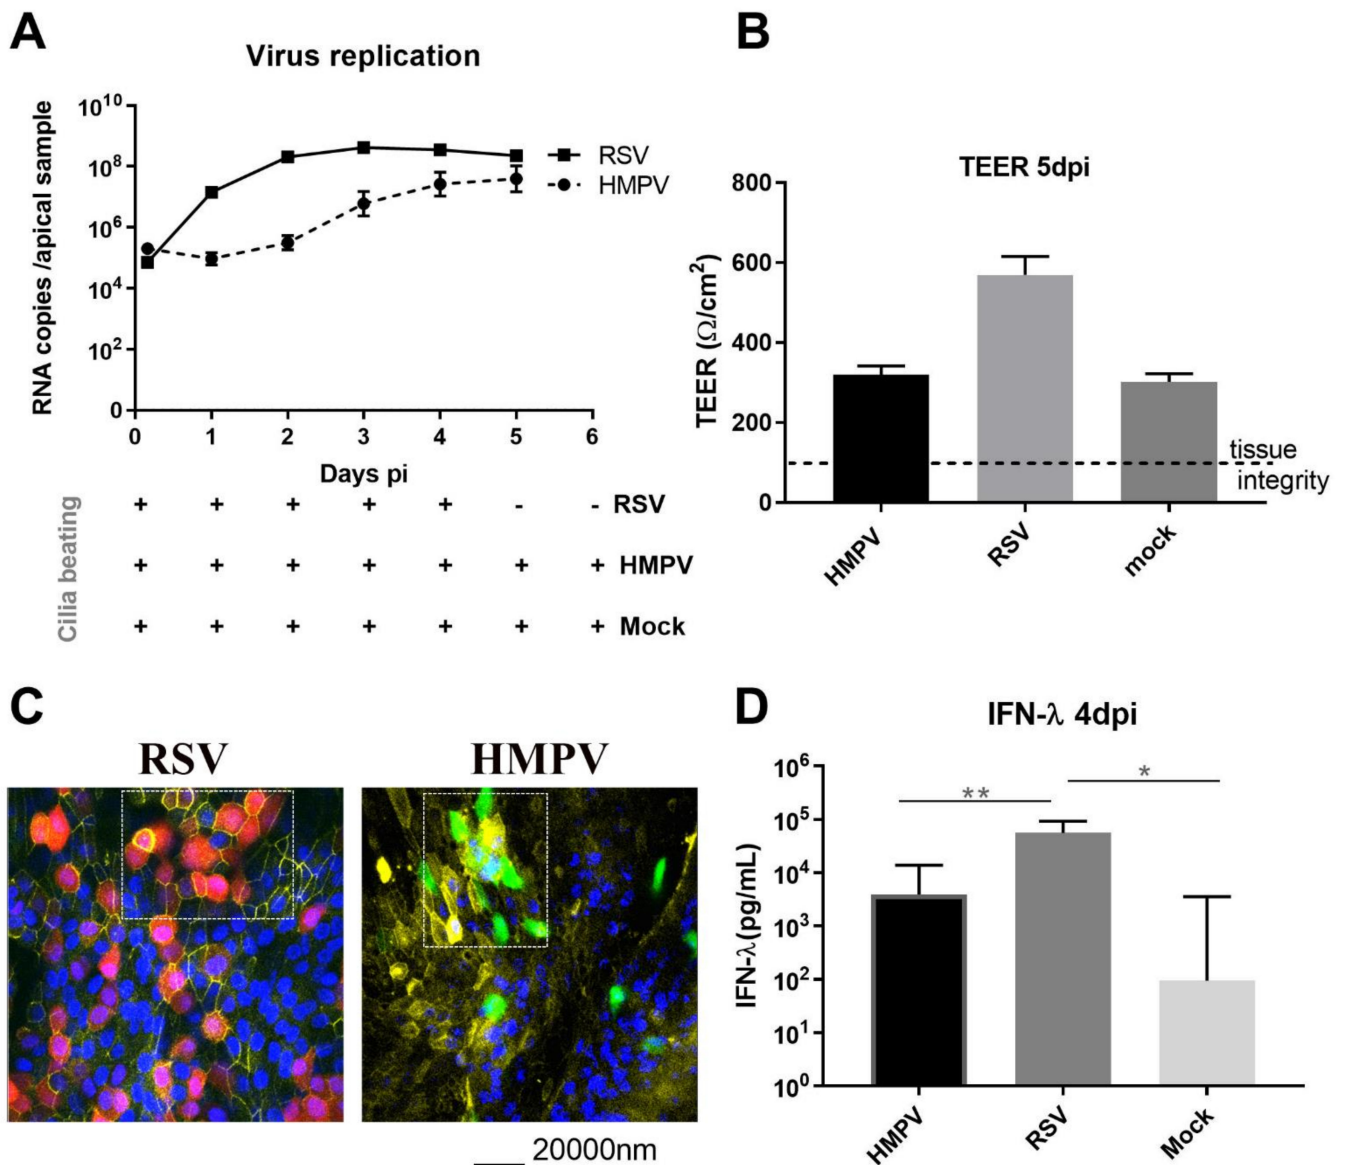 A
Virus replication
RNA copies /apical sample
10^10
10^8
10^6
10^4
10^2
0
0 1 2 3 4 5 6
Days pi
RSV
HMPV
Cilia beating
+ + + + + - - RSV
+ + + + + + + HMPV
+ + + + + + + Mock
B
TEER 5dpi
TEER (Ω/cm²)
800
600
400
200
0
tissue
integrity
HMPV RSV mock
C
RSV HMPV
20000nm
D
IFN-λ 4dpi
IFN-λ(pg/mL)
10^6
10^5
10^4
10^3
10^2
10^1
10^0
** *
HMPV RSV Mock